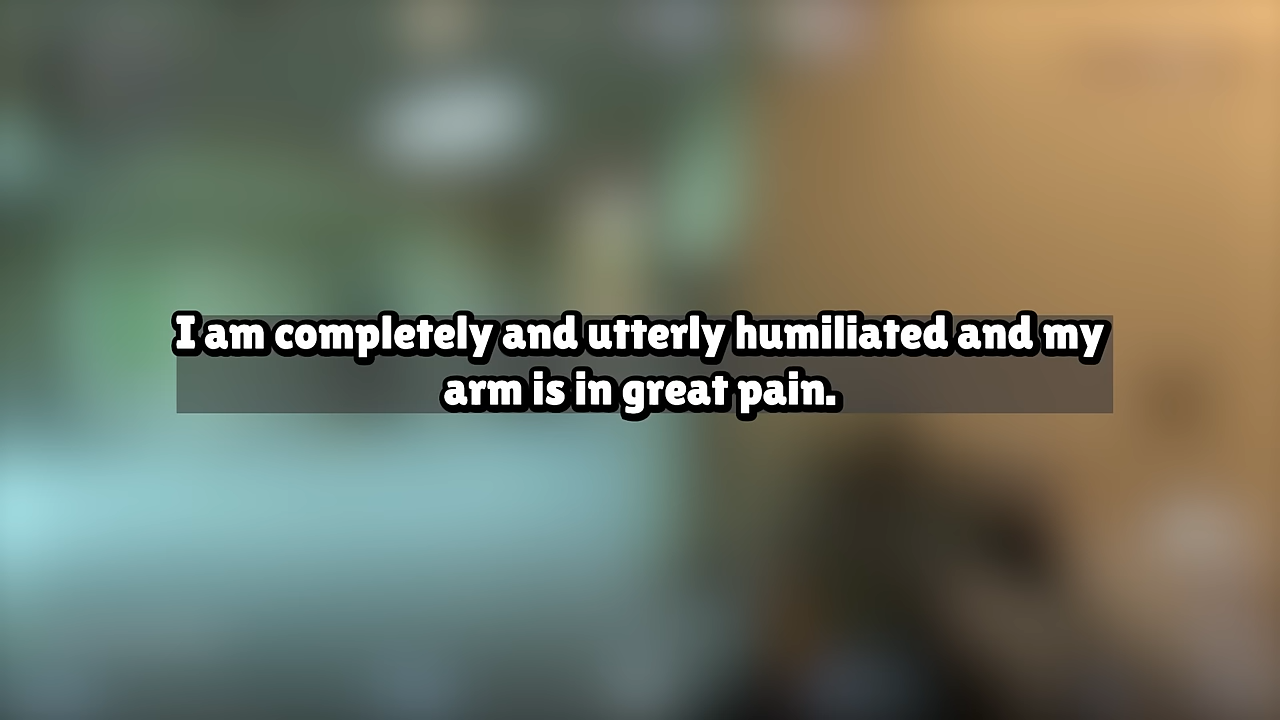 I am completely and utterly humiliated and my
arm is in great pain.